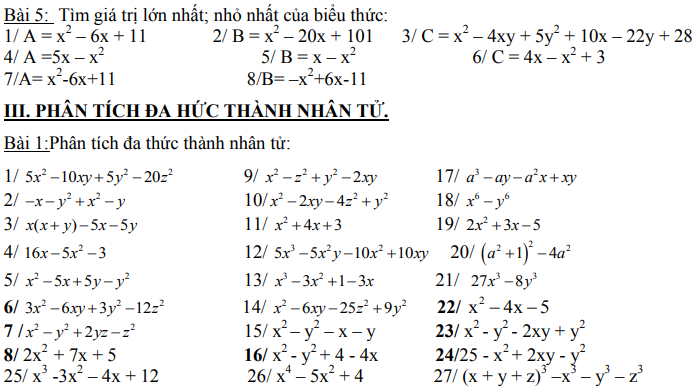 Bài 5: Tìm giá trị lớn nhất; nhỏ nhất của biểu thức:
1/ A = x² – 6x + 11 2/ B = x² – 20x + 101 3/ C = x² – 4xy + 5y² + 10x – 22y + 28
4/ A =5x – x² 5/ B = x – x² 6/ C = 4x – x² + 3
7/A= x²-6x+11 8/B= –x²+6x-11
III. PHÂN TÍCH ĐA HỨC THÀNH NHÂN TỬ.
Bài 1:Phân tích đa thức thành nhân tử:
1/ 5x² –10xy+5y² –20z² 9/ x² – z² + y² –2xy 17/ a³ –ay–a²x+xy
2/ –x–y² +x² –y 10/ x² –2xy–4z² + y² 18/ x⁶ – y⁶
3/ x(x+y)–5x–5y 11/ x² +4x+3 19/ 2x² +3x–5
4/ 16x–5x² –3 12/ 5x³ –5x²y–10x² +10xy 20/ (a² +1)² –4a²
5/ x² –5x+5y–y² 13/ x³ –3x² +1–3x 21/ 27x³ –8y³
6/ 3x² –6xy+3y² –12z² 14/ x² –6xy–25z² +9y² 22/ x² – 4x – 5
7 /x² – y² +2yz–z² 15/ x² – y² – x – y 23/ x² - y² - 2xy + y²
8/ 2x² + 7x + 5 16/ x² - y² + 4 - 4x 24/25 - x² + 2xy - y²
25/ x³ -3x² – 4x + 12 26/ x⁴ – 5x² + 4 27/ (x + y + z)³ –x³ – y³ – z³